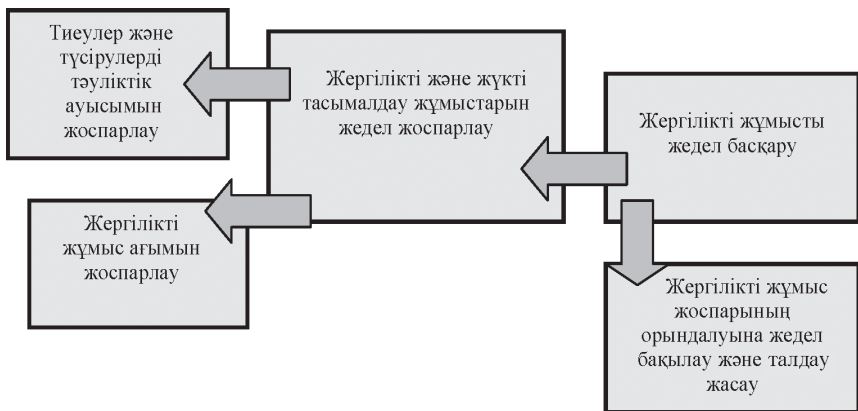 Тиеулер және
түсірулерді
тәуліктік
ауысымын
жоспарлау
Жергілікті және жүкті
тасымалдау жұмыстарын
жедел жоспарлау
Жергілікті жұмысты
жедел басқару
Жергілікті
жұмыс ағымын
жоспарлау
Жергілікті жұмыс
жоспарының
орындалуына жедел
бақылау және талдау
жасау